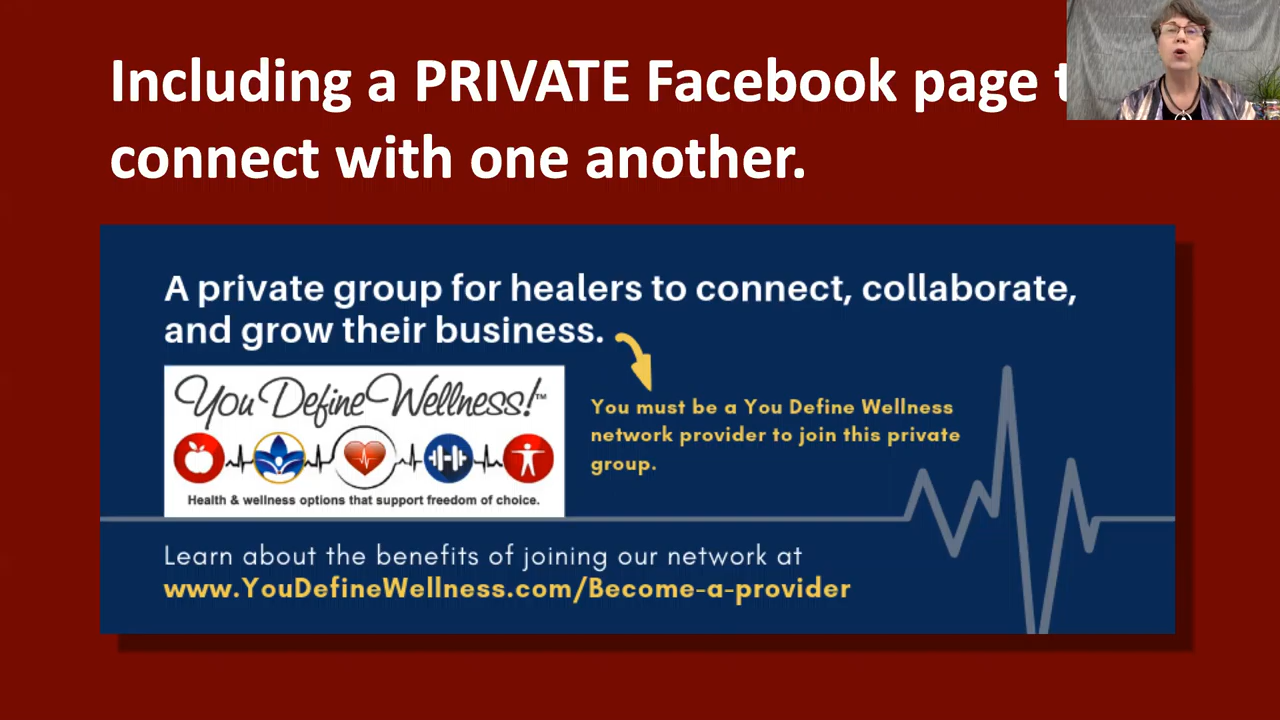 Including a PRIVATE Facebook page
connect with one another.
A private group for healers to connect, collaborate,
and grow their business.
You Define Wellness!™
Health & wellness options that support freedom of choice.
You must be a You Define Wellness
network provider to join this private
group.
Learn about the benefits of joining our network at
www.YouDefineWellness.com/Become-a-provider